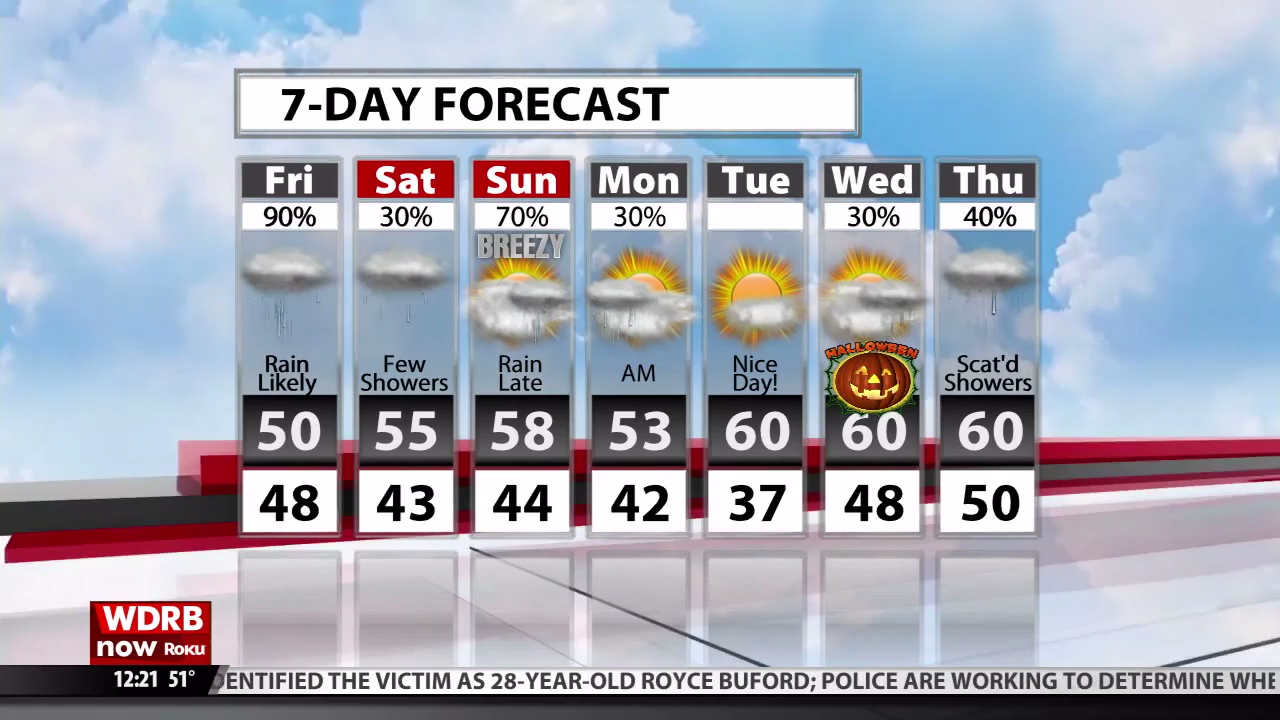 7-DAY FORECAST
Fri Sat Sun Mon Tue Wed Thu
90% 30% 70% 30% 30% 40%
BREEZY
HALLOWEEN
Rain Likely
Few Showers
Rain Late
AM
Nice Day!
Scat'd Showers
50 55 58 53 60 60 60
48 43 44 42 37 48 50
WDRB
now Roku
12:21 51° DENTIFIED THE VICTIM AS 28-YEAR-OLD ROYCE BUFORD; POLICE ARE WORKING TO DETERMINE WHE